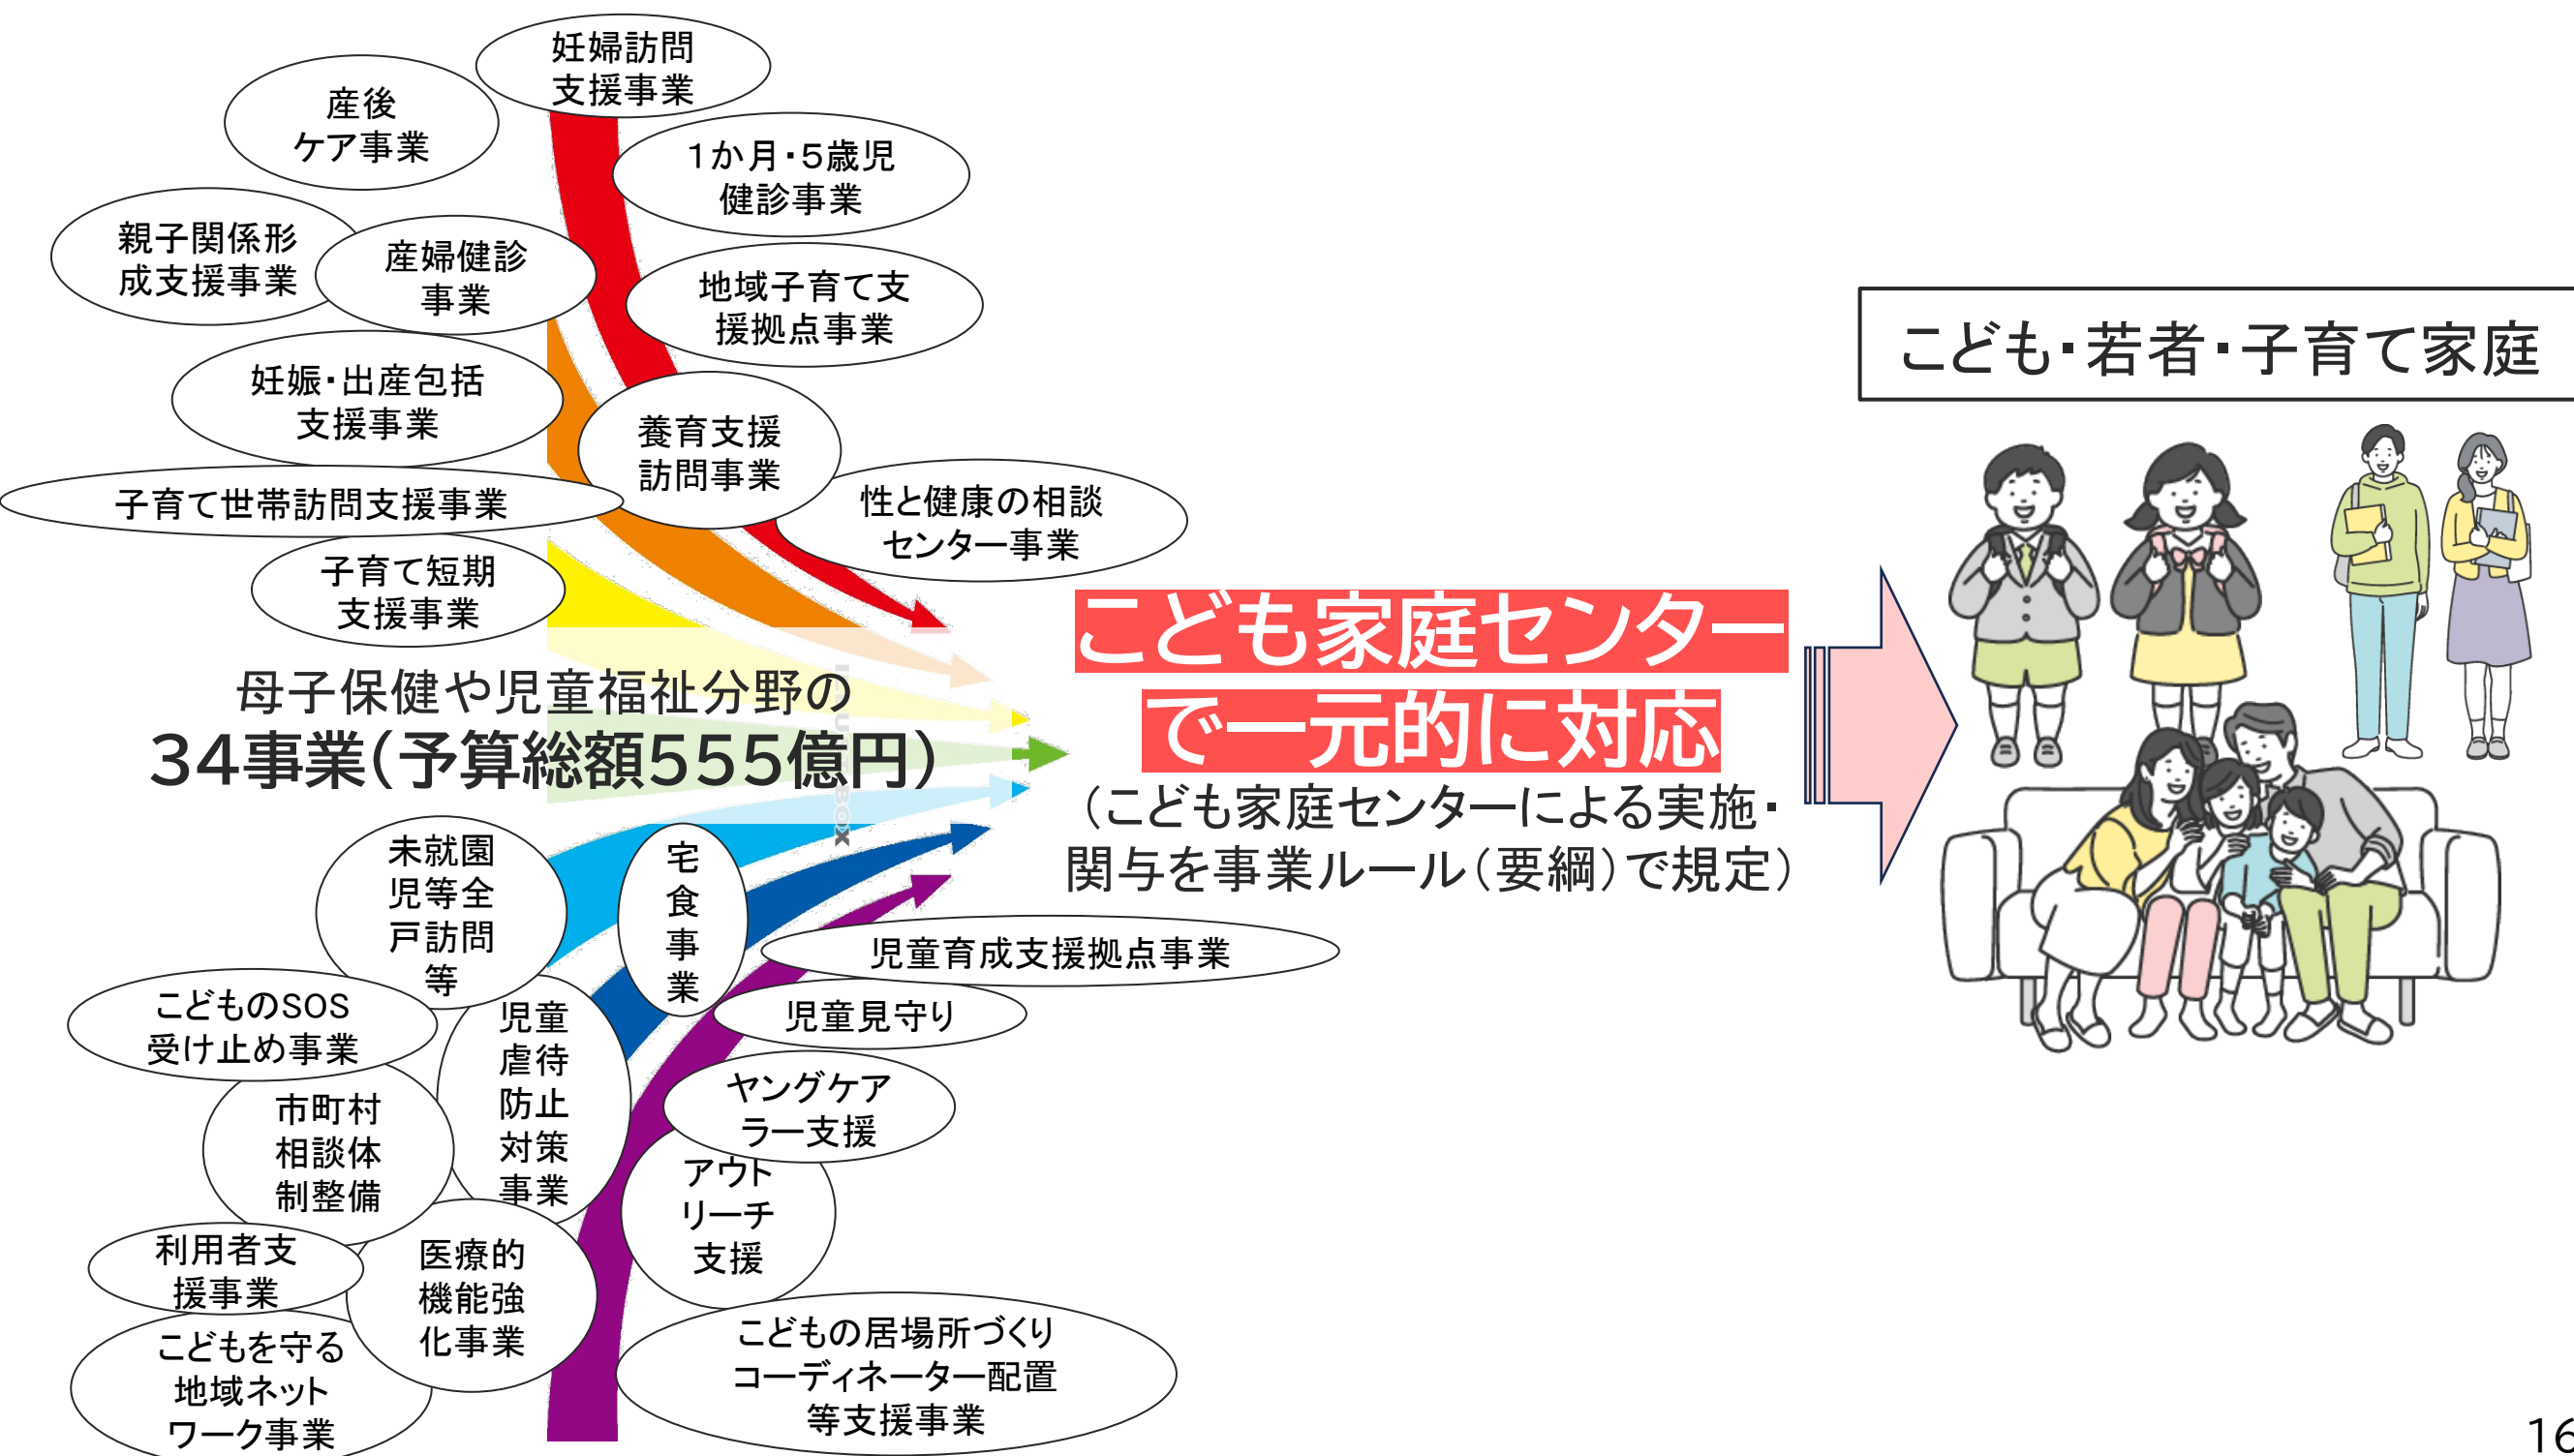 妊婦訪問
支援事業
産後
ケア事業
1か月・5歳児
健診事業
親子関係形
成支援事業
産婦健診
事業
地域子育て支
援拠点事業
妊娠・出産包括
支援事業
養育支援
訪問事業
子育て世帯訪問支援事業
性と健康の相談
センター事業
子育て短期
支援事業
母子保健や児童福祉分野の
34事業(予算総額555億円)
こども家庭センター
で一元的に対応
(こども家庭センターによる実施・
関与を事業ルール(要綱)で規定)
こども・若者・子育て家庭
未就園
児等全
戸訪問
等
宅
食
事
業
児童育成支援拠点事業
こどものSOS
受け止め事業
児童
虐待
防止
対策
事業
児童見守り
市町村
相談体
制整備
ヤングケア
ラー支援
アウト
リーチ
支援
利用者支
援事業
医療的
機能強
化事業
こどもを守る
地域ネット
ワーク事業
こどもの居場所づくり
コーディネーター配置
等支援事業
16